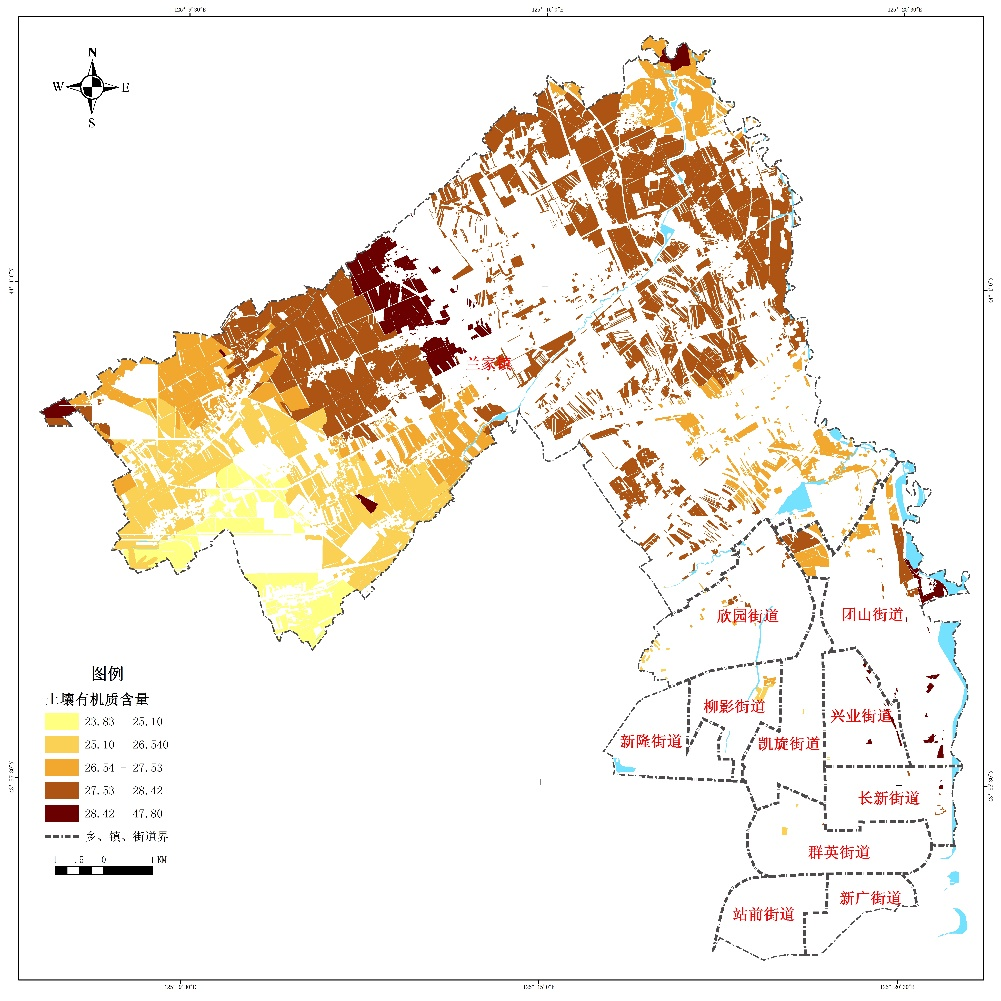 N
W
E
S
兰家镇
欣园街道
团山街道
柳影街道
兴业街道
新隆街道
凯旋街道
长新街道
群英街道
新广街道
站前街道
图例
土壤有机质含量
23.83 25.10
25.10 26.540
26.54 - 27.53
27.53 28.42
28.42 47.80
乡、镇、街道界
.5 0 1 KM